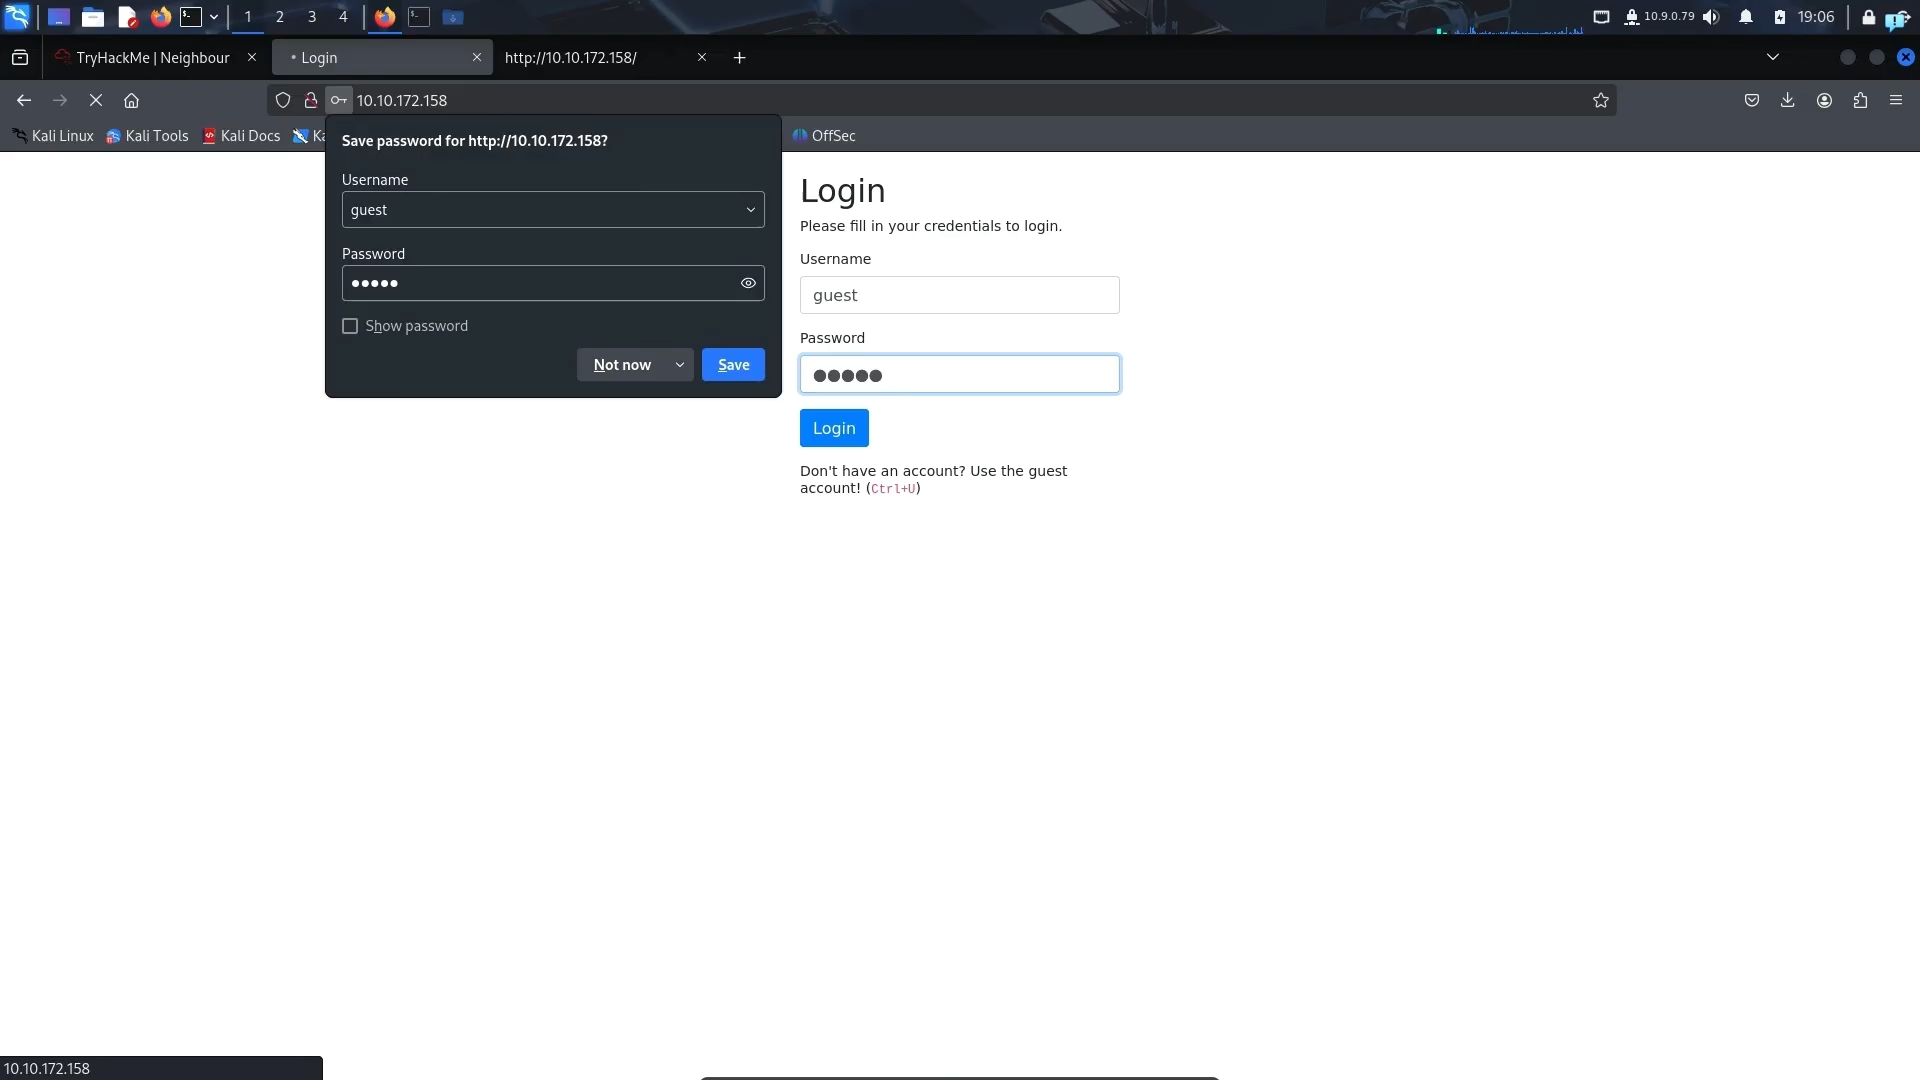 1 2 3 4 10.9.0.79 19:06
TryHackMe | Neighbour Login http://10.10.172.158/
10.10.172.158
Kali Linux Kali Tools Kali Docs Ka OffSec
Save password for http://10.10.172.158?
Username
guest
Password
•••••
Show password
Not now Save
Login
Please fill in your credentials to login.
Username
guest
Password
●●●●●
Login
Don't have an account? Use the guest
account! (Ctrl+U)
10.10.172.158